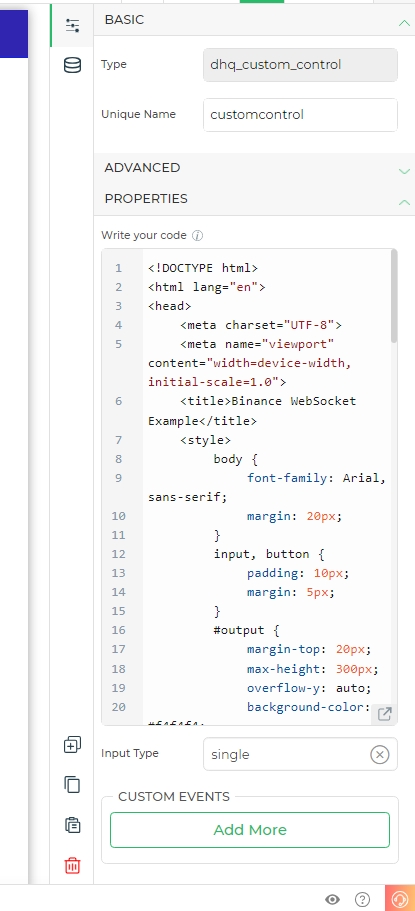 BASIC
Type
dhq_custom_control
Unique Name
customcontrol
ADVANCED
PROPERTIES
Write your code
1 <!DOCTYPE html>
2 <html lang="en">
3 <head>
4 <meta charset="UTF-8">
5 <meta name="viewport"
content="width=device-width,
initial-scale=1.0">
6 <title>Binance WebSocket
Example</title>
7 <style>
8 body {
9 font-family: Arial,
sans-serif;
10 margin: 20px;
11 }
12 input, button {
13 padding: 10px;
14 margin: 5px;
15 }
16 #output {
17 margin-top: 20px;
18 max-height: 300px;
19 overflow-y: auto;
20 background-color:
#f4f4f4;
Input Type
single
CUSTOM EVENTS
Add More